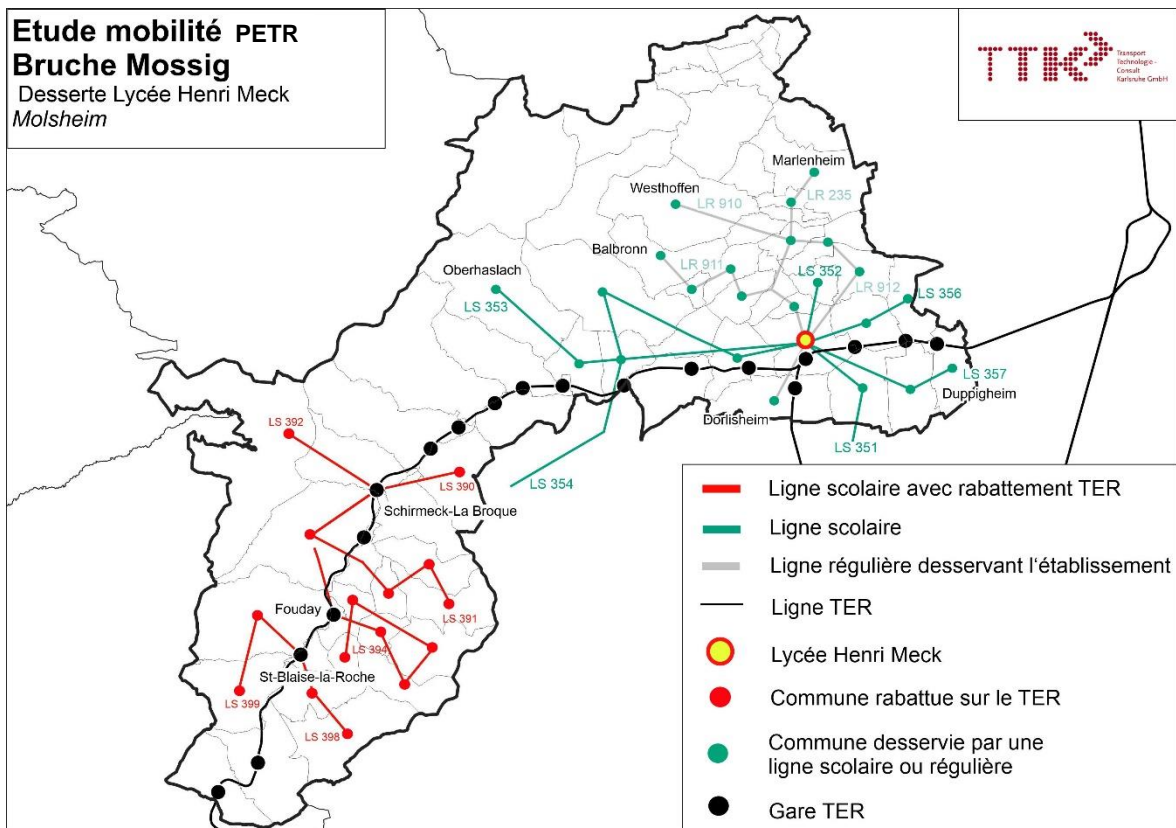 Etude mobilité PETR
Bruche Mossig
Desserte Lycée Henri Meck
Molsheim
TTK
Transport
Technologie -
Consult
Karlsruhe GmbH
Marlenheim
Westhoffen
LR 910
LR 235
Balbronn
LR 911
LS 352
Oberhaslach
LR 912
LS 356
LS 353
LS 357
Duppigheim
Dorlisheim
LS 351
LS 392
LS 390
LS 354
Schirmeck-La Broque
Fouday
LS 391
LS 394
St-Blaise-la-Roche
LS 399
LS 398
Ligne scolaire avec rabattement TER
Ligne scolaire
Ligne régulière desservant l'établissement
Ligne TER
Lycée Henri Meck
Commune rabattue sur le TER
Commune desservie par une
ligne scolaire ou régulière
Gare TER